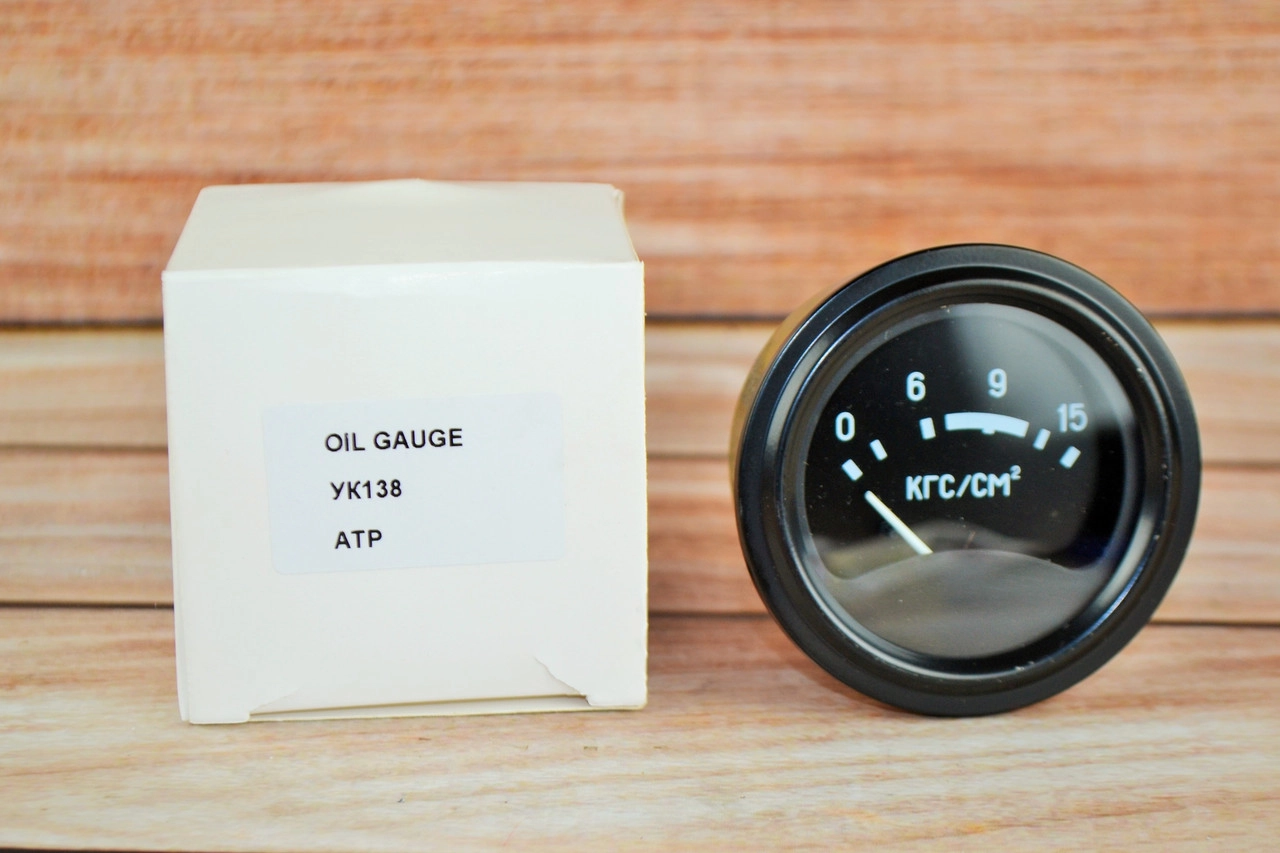 OIL GAUGE
УК138
ATP
0 6 9 15
КГС/СМ²